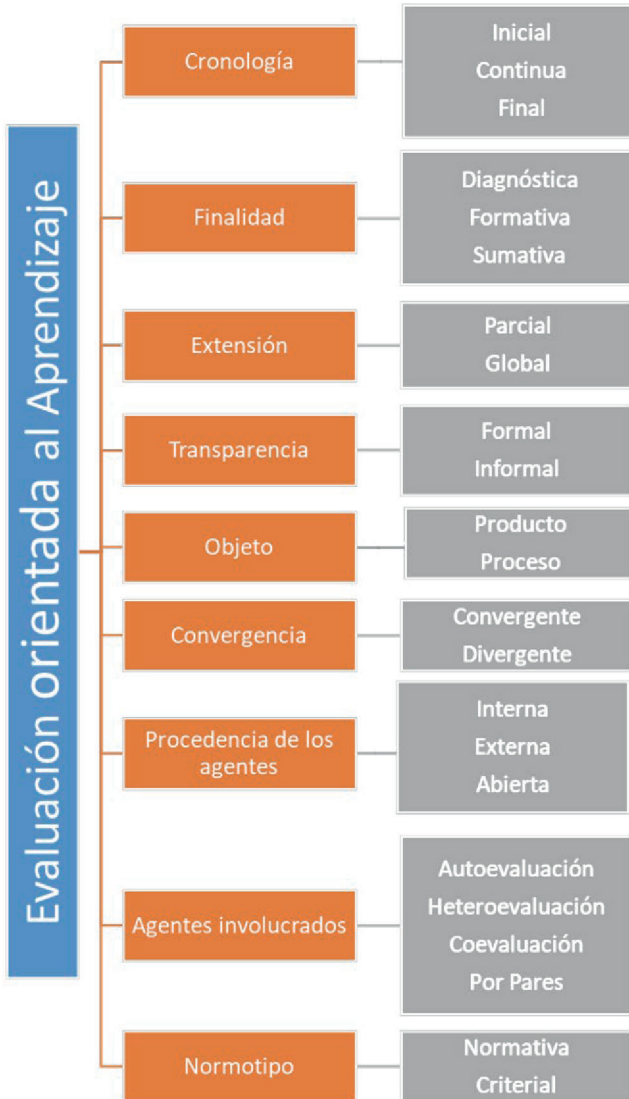 Evaluación orientada al Aprendizaje
Cronología
Inicial
Continua
Final
Finalidad
Diagnóstica
Formativa
Sumativa
Extensión
Parcial
Global
Transparencia
Formal
Informal
Objeto
Producto
Proceso
Convergencia
Convergente
Divergente
Procedencia de los
agentes
Interna
Externa
Abierta
Agentes involucrados
Autoevaluación
Heteroevaluación
Coevaluación
Por Pares
Normotipo
Normativa
Criterial